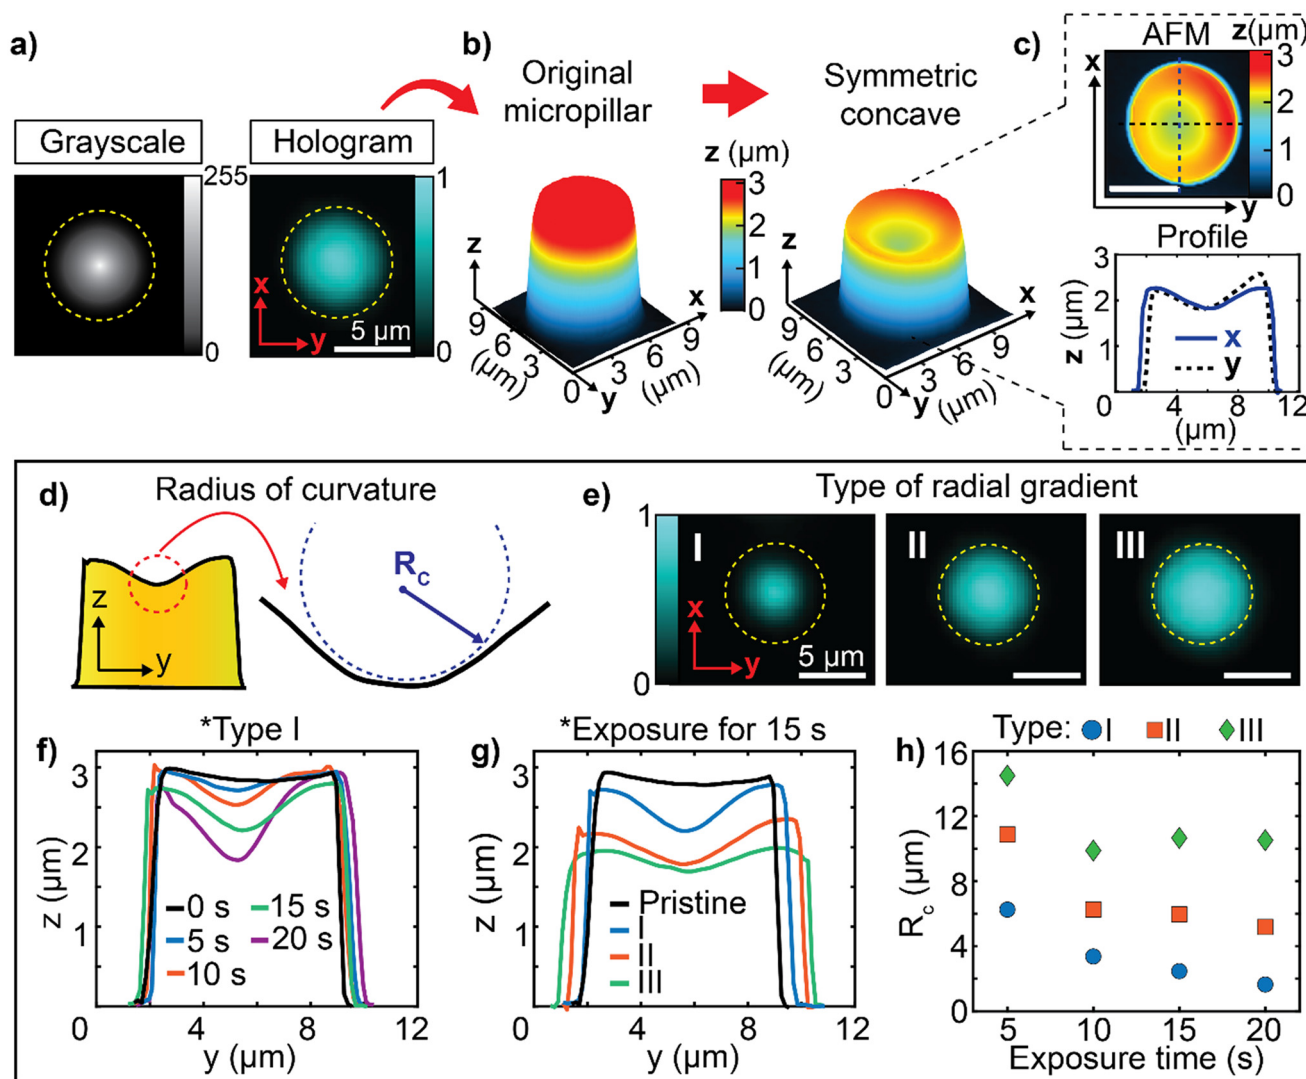 a)
Grayscale
255
0
Hologram
1
0
x
y
5 µm
b)
Original
micropillar
Symmetric
concave
z (µm)
3
2
1
0
z
9
6
3
0
(µm)
y
3
6
9
(µm)
x
z
9
6
3
0
(µm)
y
3
6
9
(µm)
x
c)
AFM
z(µm)
3
2
1
0
x
y
Profile
3
2
1
z (µm)
x
y
0
4
8
12
(µm)
d)
Radius of curvature
z
y
R_c
e)
Type of radial gradient
1
0
I
x
y
5 µm
II
III
f)
*Type I
3
2
1
z (µm)
0 s
5 s
10 s
15 s
20 s
0
4
8
12
y (µm)
g)
*Exposure for 15 s
3
2
1
z (µm)
Pristine
I
II
III
0
4
8
12
y (µm)
h)
Type: I II III
16
12
8
4
0
R_c (µm)
5
10
15
20
Exposure time (s)